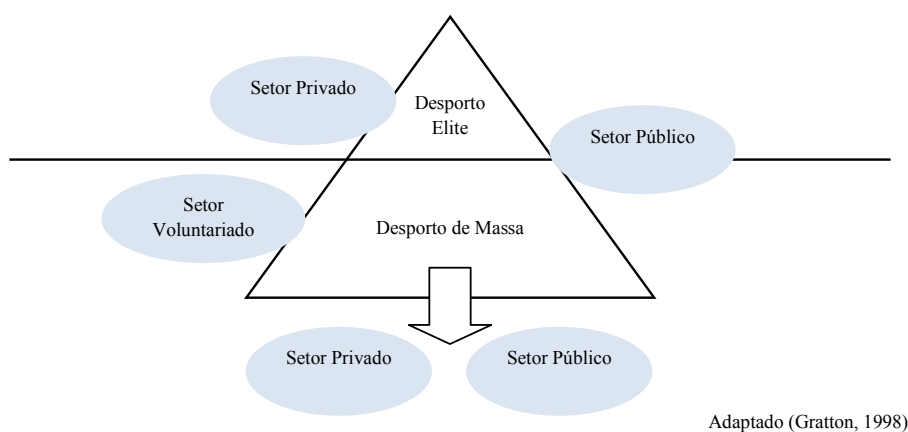 Setor Privado
Desporto
Elite
Setor Público
Setor
Voluntariado
Desporto de Massa
Setor Privado
Setor Público
Adaptado (Gratton, 1998)